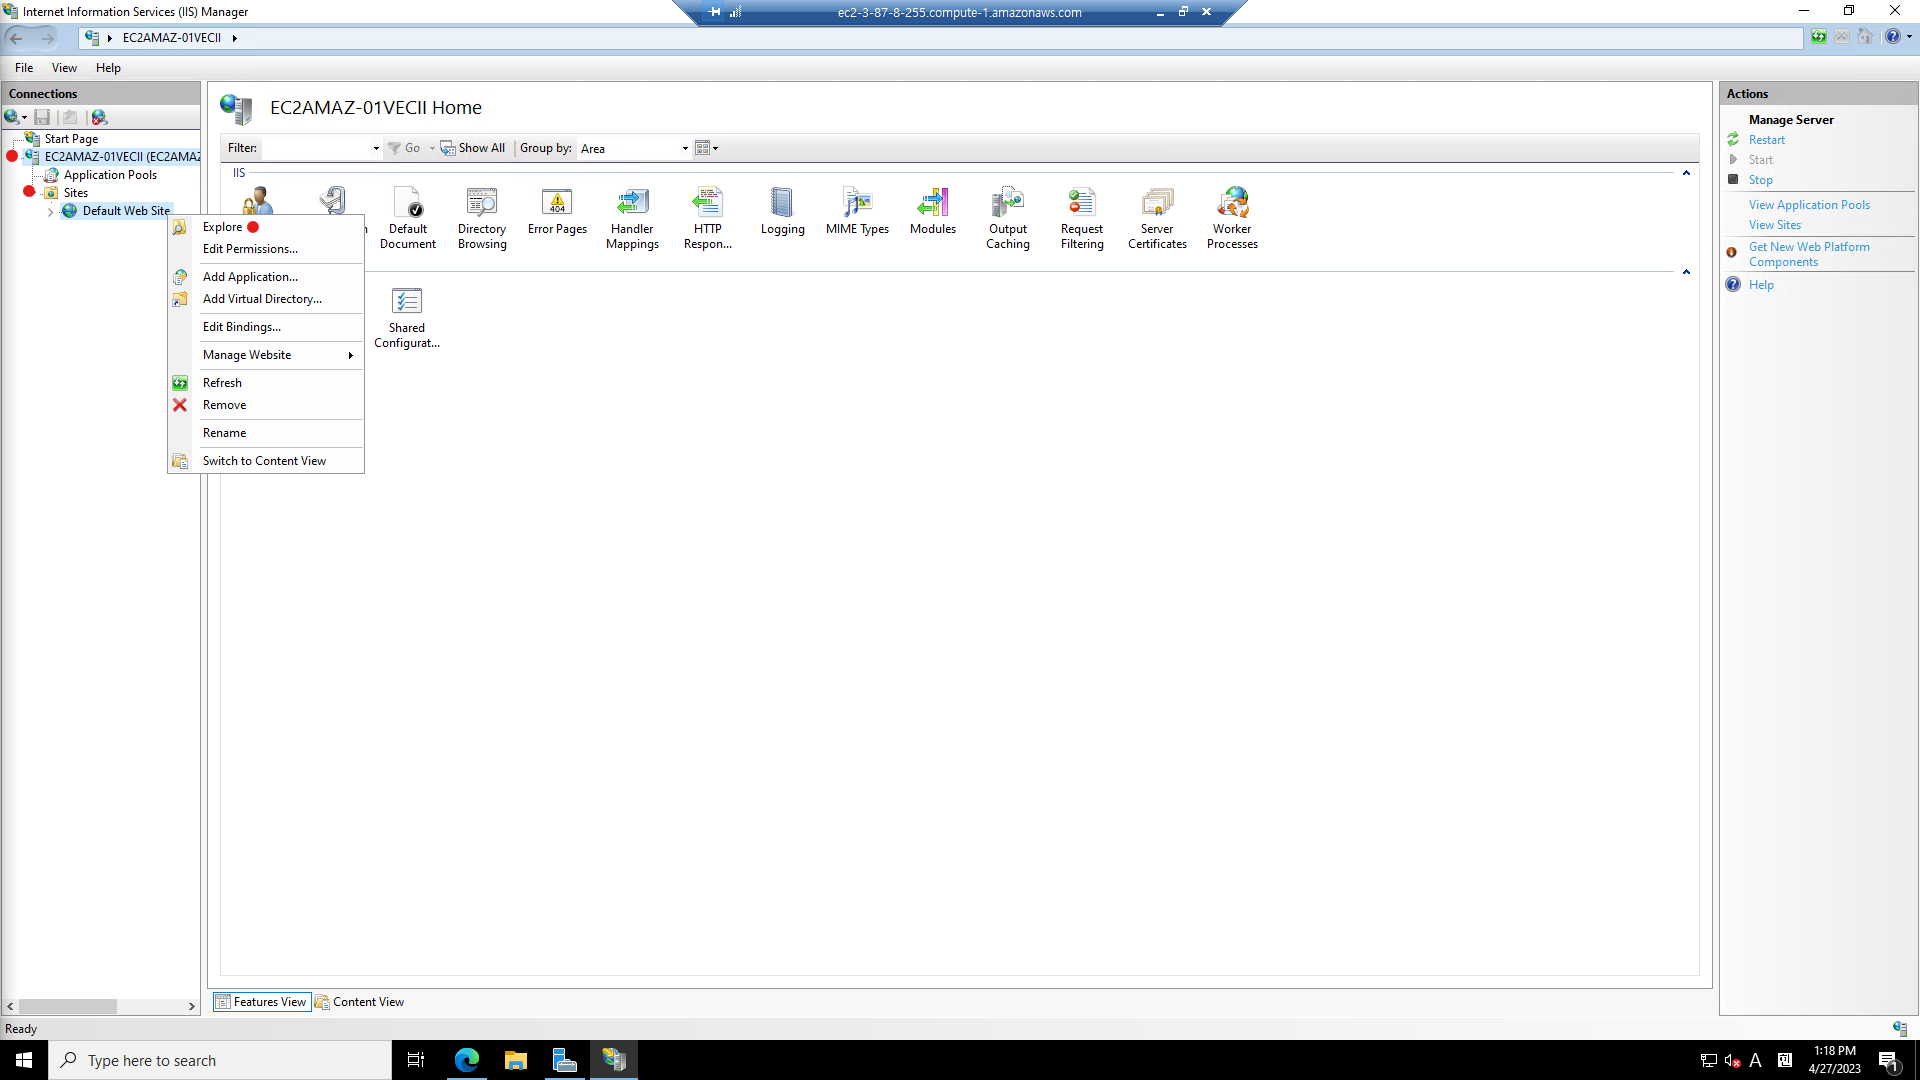 Internet Information Services (IIS) Manager
ec2-3-87-8-255.compute-1.amazonaws.com
EC2AMAZ-01VECII
File View Help
Connections
Start Page
EC2AMAZ-01VECII (EC2AMAZ
Application Pools
Sites
Default Web Site
Explore
Edit Permissions...
Add Application...
Add Virtual Directory...
Edit Bindings...
Manage Website
Refresh
Remove
Rename
Switch to Content View
EC2AMAZ-01VECII Home
Filter: Go Show All Group by: Area
IIS
Default
Document
Directory
Browsing
404
Error Pages
Handler
Mappings
HTTP
Respon...
Logging
MIME Types
Modules
Output
Caching
Request
Filtering
Server
Certificates
Worker
Processes
Shared
Configurat...
Features View Content View
Actions
Manage Server
Restart
Start
Stop
View Application Pools
View Sites
Get New Web Platform
Components
Help
Ready
Type here to search
A
1:18 PM
4/27/2023
1